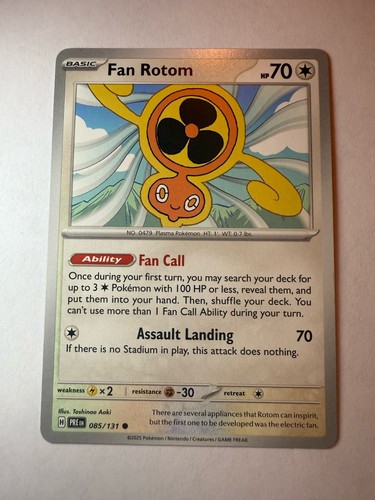 BASIC Fan Rotom HP 70
NO. 0479 Plasma Pokémon HT: 1' WT: 0.7 lbs
Ability Fan Call
Once during your first turn, you may search your deck for
up to 3 Pokémon with 100 HP or less, reveal them, and
put them into your hand. Then, shuffle your deck. You
can't use more than 1 Fan Call Ability during your turn.
Assault Landing 70
If there is no Stadium in play, this attack does nothing.
weakness ×2 resistance -30 retreat
Illus. Toshinao Aoki
H PRE EN 085/131
There are several appliances that Rotom can inspirit,
but the first one to be developed was the electric fan.
©2025 Pokémon / Nintendo / Creatures / GAME FREAK